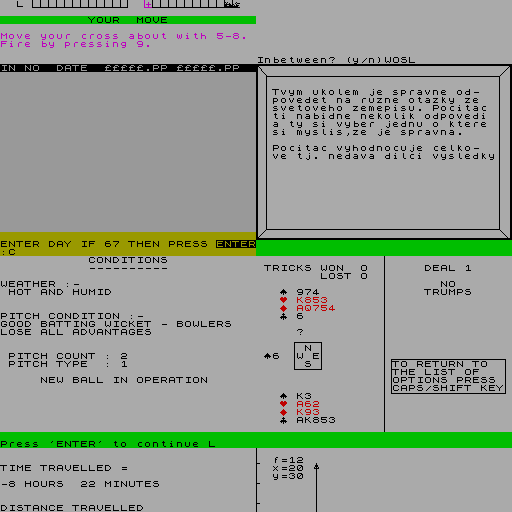 L
YOUR MOVE
Move your cross about with 5-8.
Fire by pressing 9.
IN NO DATE £££££.PP £££££.PP
ENTER DAY IF 67 THEN PRESS ENTER
:C
Inbetween? (y/n)WOSL
Tvym ukolem je spravne od-
povedet na ruzne otazky ze
svetoveho zemepisu. Pocitac
ti nabidne nekolik odpovedi
a ty si vyber jednu o ktere
si myslis,ze je spravna.
Pocitac vyhodnocuje celko-
ve tj. nedava dilci vysledky
CONDITIONS
----------
WEATHER :-
HOT AND HUMID
PITCH CONDITION :-
GOOD BATTING WICKET - BOWLERS
LOSE ALL ADVANTAGES
PITCH COUNT : 2
PITCH TYPE : 1
NEW BALL IN OPERATION
Press 'ENTER' to continue L
TRICKS WON 0
LOST 0
♠ 974
♥ K853
♦ AQ754
♣ 6
?
♠6
N
W E
S
♠ K3
♥ A62
♦ K93
♣ AK853
DEAL 1
NO
TRUMPS
TO RETURN TO
THE LIST OF
OPTIONS PRESS
CAPS/SHIFT KEY
TIME TRAVELLED =
-8 HOURS 22 MINUTES
DISTANCE TRAVELLED
f=12
x=20
y=30